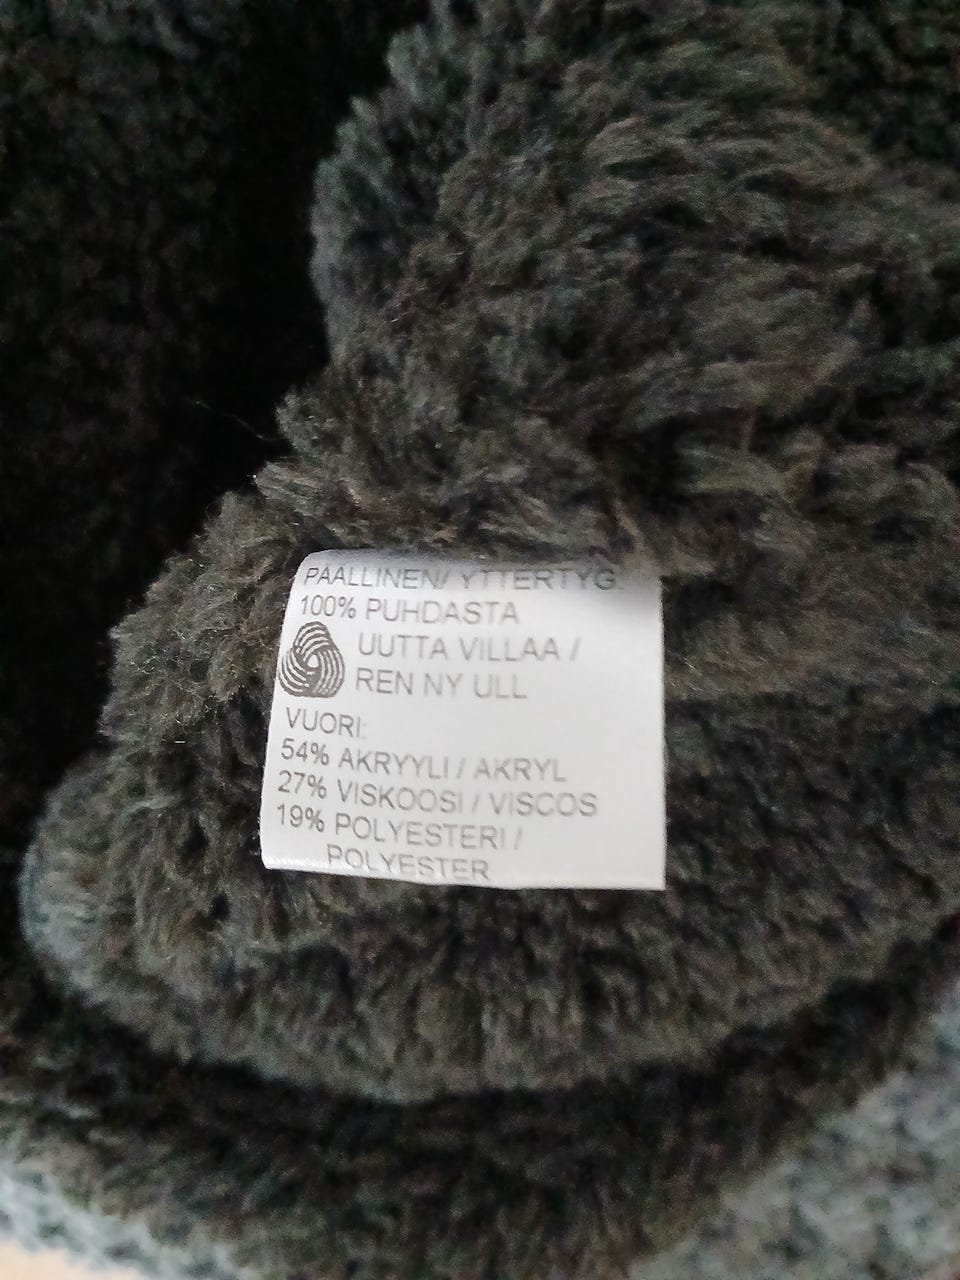 PÄÄLLINEN/ YTTERTYG:
100% PUHDASTA
UUTTA VILLAA /
REN NY ULL
VUORI:
54% AKRYYLI / AKRYL
27% VISKOOSI / VISCOS
19% POLYESTERI /
POLYESTER